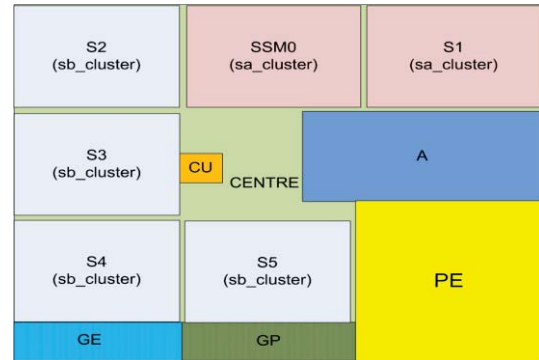 S2
(sb_cluster)
SSM0
(sa_cluster)
S1
(sa_cluster)
S3
(sb_cluster)
CU
CENTRE
A
S4
(sb_cluster)
S5
(sb_cluster)
PE
GE
GP